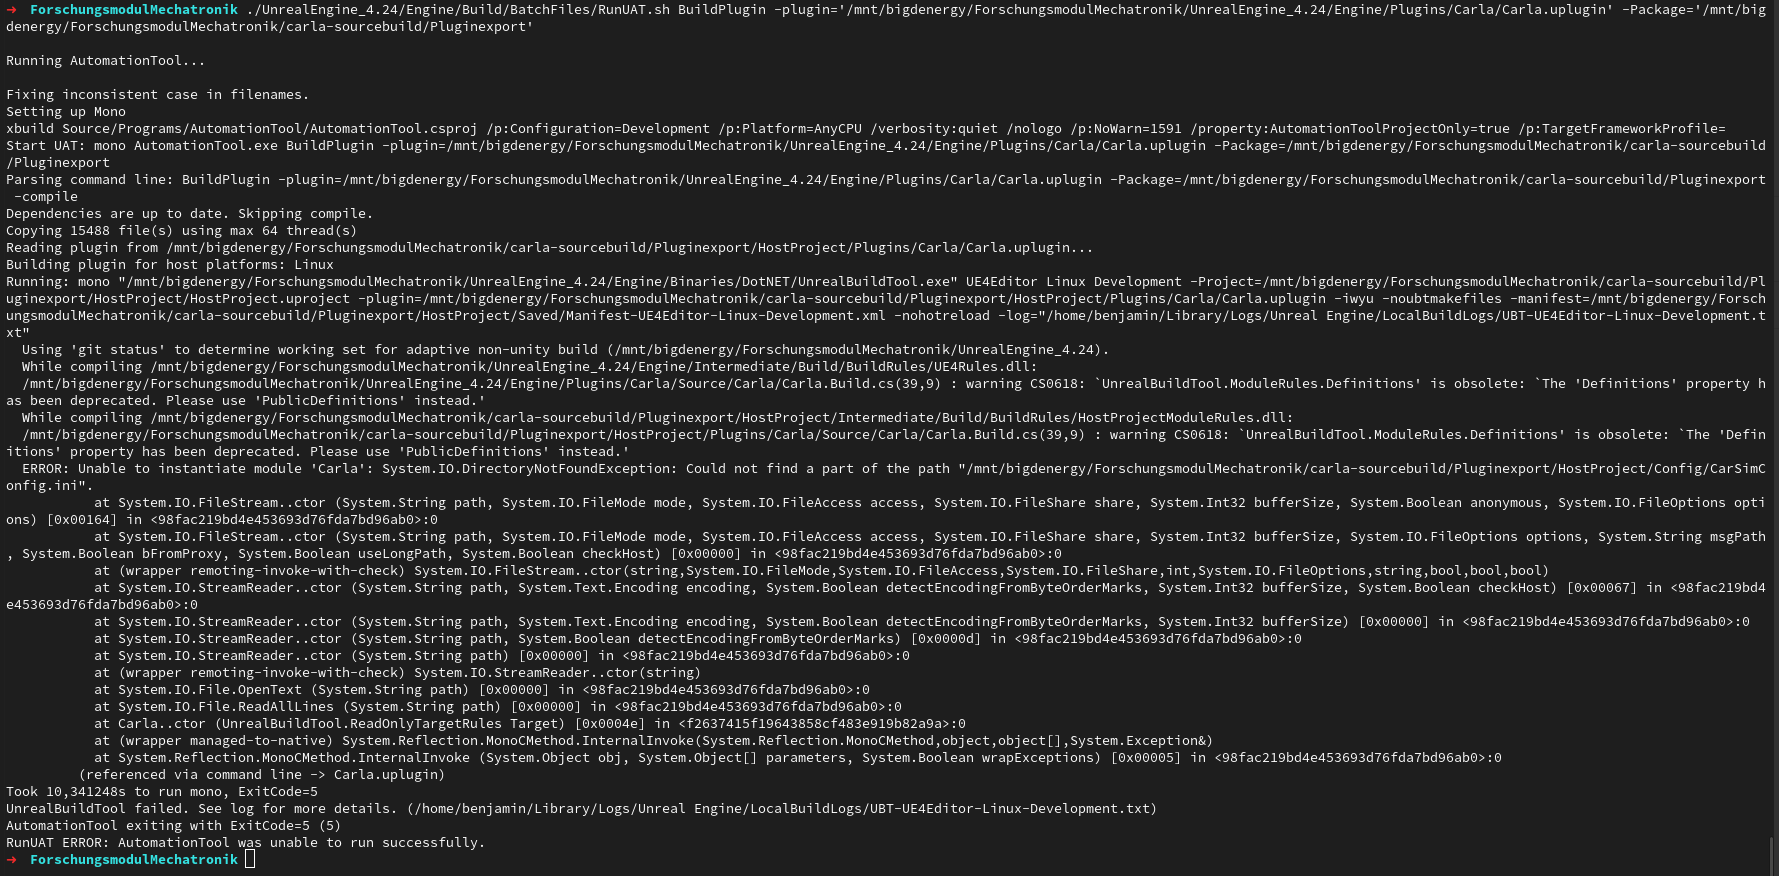 → ForschungsmodulMechatronik ./UnrealEngine_4.24/Engine/Build/BatchFiles/RunUAT.sh BuildPlugin -plugin='/mnt/bigdenergy/ForschungsmodulMechatronik/UnrealEngine_4.24/Engine/Plugins/Carla/Carla.uplugin' -Package='/mnt/big
denergy/ForschungsmodulMechatronik/carla-sourcebuild/Pluginexport'
Running AutomationTool...
Fixing inconsistent case in filenames.
Setting up Mono
xbuild Source/Programs/AutomationTool/AutomationTool.csproj /p:Configuration=Development /p:Platform=AnyCPU /verbosity:quiet /nologo /p:NoWarn=1591 /property:AutomationToolProjectOnly=true /p:TargetFrameworkProfile=
Start UAT: mono AutomationTool.exe BuildPlugin -plugin=/mnt/bigdenergy/ForschungsmodulMechatronik/UnrealEngine_4.24/Engine/Plugins/Carla/Carla.uplugin -Package=/mnt/bigdenergy/ForschungsmodulMechatronik/carla-sourcebuild
/Pluginexport
Parsing command line: BuildPlugin -plugin=/mnt/bigdenergy/ForschungsmodulMechatronik/UnrealEngine_4.24/Engine/Plugins/Carla/Carla.uplugin -Package=/mnt/bigdenergy/ForschungsmodulMechatronik/carla-sourcebuild/Pluginexport
-compile
Dependencies are up to date. Skipping compile.
Copying 15488 file(s) using max 64 thread(s)
Reading plugin from /mnt/bigdenergy/ForschungsmodulMechatronik/carla-sourcebuild/Pluginexport/HostProject/Plugins/Carla/Carla.uplugin...
Building plugin for host platforms: Linux
Running: mono "/mnt/bigdenergy/ForschungsmodulMechatronik/UnrealEngine_4.24/Engine/Binaries/DotNET/UnrealBuildTool.exe" UE4Editor Linux Development -Project=/mnt/bigdenergy/ForschungsmodulMechatronik/carla-sourcebuild/Pl
uginexport/HostProject/HostProject.uproject -plugin=/mnt/bigdenergy/ForschungsmodulMechatronik/carla-sourcebuild/Pluginexport/HostProject/Plugins/Carla/Carla.uplugin -iwyu -noubtmakefiles -manifest=/mnt/bigdenergy/Forsch
ungsmodulMechatronik/carla-sourcebuild/Pluginexport/HostProject/Saved/Manifest-UE4Editor-Linux-Development.xml -nohotreload -log="/home/benjamin/Library/Logs/Unreal Engine/LocalBuildLogs/UBT-UE4Editor-Linux-Development.t
xt"
Using 'git status' to determine working set for adaptive non-unity build (/mnt/bigdenergy/ForschungsmodulMechatronik/UnrealEngine_4.24).
While compiling /mnt/bigdenergy/ForschungsmodulMechatronik/UnrealEngine_4.24/Engine/Intermediate/Build/BuildRules/UE4Rules.dll:
/mnt/bigdenergy/ForschungsmodulMechatronik/UnrealEngine_4.24/Engine/Plugins/Carla/Source/Carla/Carla.Build.cs(39,9) : warning CS0618: `UnrealBuildTool.ModuleRules.Definitions' is obsolete: `The 'Definitions' property h
as been deprecated. Please use 'PublicDefinitions' instead.'
While compiling /mnt/bigdenergy/ForschungsmodulMechatronik/carla-sourcebuild/Pluginexport/HostProject/Intermediate/Build/BuildRules/HostProjectModuleRules.dll:
/mnt/bigdenergy/ForschungsmodulMechatronik/carla-sourcebuild/Pluginexport/HostProject/Plugins/Carla/Source/Carla/Carla.Build.cs(39,9) : warning CS0618: `UnrealBuildTool.ModuleRules.Definitions' is obsolete: `The 'Defin
itions' property has been deprecated. Please use 'PublicDefinitions' instead.'
ERROR: Unable to instantiate module 'Carla': System.IO.DirectoryNotFoundException: Could not find a part of the path "/mnt/bigdenergy/ForschungsmodulMechatronik/carla-sourcebuild/Pluginexport/HostProject/Config/CarSimC
onfig.ini".
at System.IO.FileStream..ctor (System.String path, System.IO.FileMode mode, System.IO.FileAccess access, System.IO.FileShare share, System.Int32 bufferSize, System.Boolean anonymous, System.IO.FileOptions opti
ons) [0x00164] in <98fac219bd4e453693d76fda7bd96ab0>:0
at System.IO.FileStream..ctor (System.String path, System.IO.FileMode mode, System.IO.FileAccess access, System.IO.FileShare share, System.Int32 bufferSize, System.IO.FileOptions options, System.String msgPath
, System.Boolean bFromProxy, System.Boolean useLongPath, System.Boolean checkHost) [0x00000] in <98fac219bd4e453693d76fda7bd96ab0>:0
at (wrapper remoting-invoke-with-check) System.IO.FileStream..ctor(string,System.IO.FileMode,System.IO.FileAccess,System.IO.FileShare,int,System.IO.FileOptions,string,bool,bool,bool)
at System.IO.StreamReader..ctor (System.String path, System.Text.Encoding encoding, System.Boolean detectEncodingFromByteOrderMarks, System.Int32 bufferSize, System.Boolean checkHost) [0x00067] in <98fac219bd4
e453693d76fda7bd96ab0>:0
at System.IO.StreamReader..ctor (System.String path, System.Text.Encoding encoding, System.Boolean detectEncodingFromByteOrderMarks, System.Int32 bufferSize) [0x00000] in <98fac219bd4e453693d76fda7bd96ab0>:0
at System.IO.StreamReader..ctor (System.String path, System.Boolean detectEncodingFromByteOrderMarks) [0x0000d] in <98fac219bd4e453693d76fda7bd96ab0>:0
at System.IO.StreamReader..ctor (System.String path) [0x00000] in <98fac219bd4e453693d76fda7bd96ab0>:0
at (wrapper remoting-invoke-with-check) System.IO.StreamReader..ctor(string)
at System.IO.File.OpenText (System.String path) [0x00000] in <98fac219bd4e453693d76fda7bd96ab0>:0
at System.IO.File.ReadAllLines (System.String path) [0x00000] in <98fac219bd4e453693d76fda7bd96ab0>:0
at Carla..ctor (UnrealBuildTool.ReadOnlyTargetRules Target) [0x0004e] in <f2637415f19643858cf483e919b82a9a>:0
at (wrapper managed-to-native) System.Reflection.MonoCMethod.InternalInvoke(System.Reflection.MonoCMethod,object,object[],System.Exception&)
at System.Reflection.MonoCMethod.InternalInvoke (System.Object obj, System.Object[] parameters, System.Boolean wrapExceptions) [0x00005] in <98fac219bd4e453693d76fda7bd96ab0>:0
(referenced via command line -> Carla.uplugin)
Took 10,341248s to run mono, ExitCode=5
UnrealBuildTool failed. See log for more details. (/home/benjamin/Library/Logs/Unreal Engine/LocalBuildLogs/UBT-UE4Editor-Linux-Development.txt)
AutomationTool exiting with ExitCode=5 (5)
RunUAT ERROR: AutomationTool was unable to run successfully.
→ ForschungsmodulMechatronik